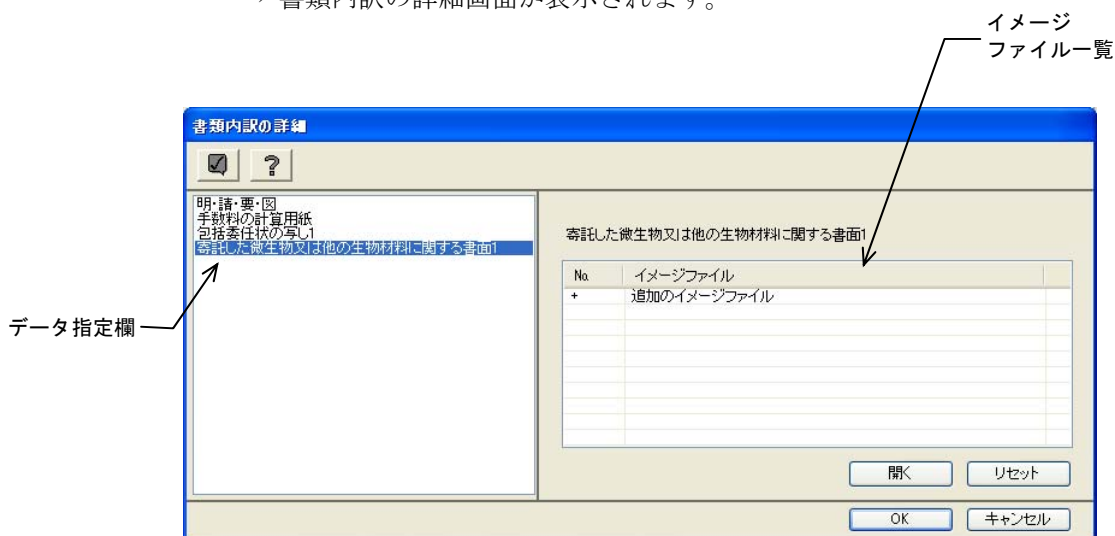 書類内訳の詳細画面が表示されます。
イメージ
ファイル一覧
書類内訳の詳細
?
明・請・要・図
手数料の計算用紙
包括委任状の写し1
寄託した微生物又は他の生物材料に関する書面1
寄託した微生物又は他の生物材料に関する書面1
No. イメージファイル
+ 追加のイメージファイル
データ指定欄
開く リセット
OK キャンセル